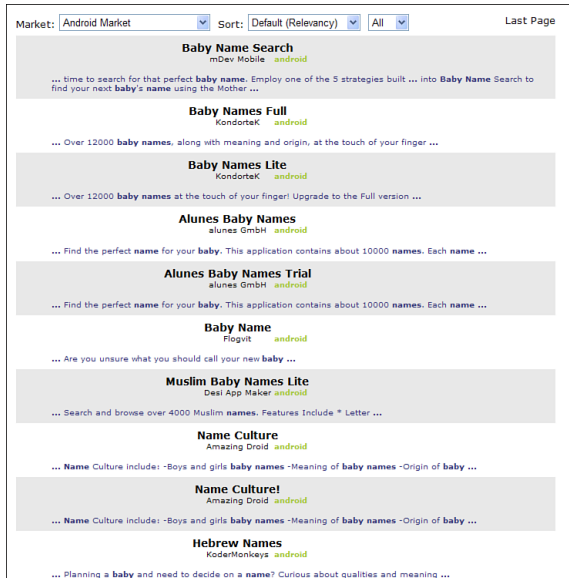 Market: Android Market Sort: Default (Relevancy) All Last Page
Baby Name Search
mDev Mobile android
... time to search for that perfect baby name. Employ one of the 5 strategies built ... into Baby Name Search to
find your next baby's name using the Mother ...
Baby Names Full
KondorteK android
... Over 12000 baby names, along with meaning and origin, at the touch of your finger ...
Baby Names Lite
KondorteK android
... Over 12000 baby names at the touch of your finger! Upgrade to the Full version ...
Alunes Baby Names
alunes GmbH android
... Find the perfect name for your baby. This application contains about 10000 names. Each name ...
Alunes Baby Names Trial
alunes GmbH android
... Find the perfect name for your baby. This application contains about 10000 names. Each name ...
Baby Name
Flogvit android
... Are you unsure what you should call your new baby ...
Muslim Baby Names Lite
Desi App Maker android
... Search and browse over 4000 Muslim names. Features Include * Letter ...
Name Culture
Amazing Droid android
... Name Culture include: -Boys and girls baby names -Meaning of baby names -Origin of baby ...
Name Culture!
Amazing Droid android
... Name Culture include: -Boys and girls baby names -Meaning of baby names -Origin of baby ...
Hebrew Names
KoderMonkeys android
... Planning a baby and need to decide on a name? Curious about qualities and meaning ...